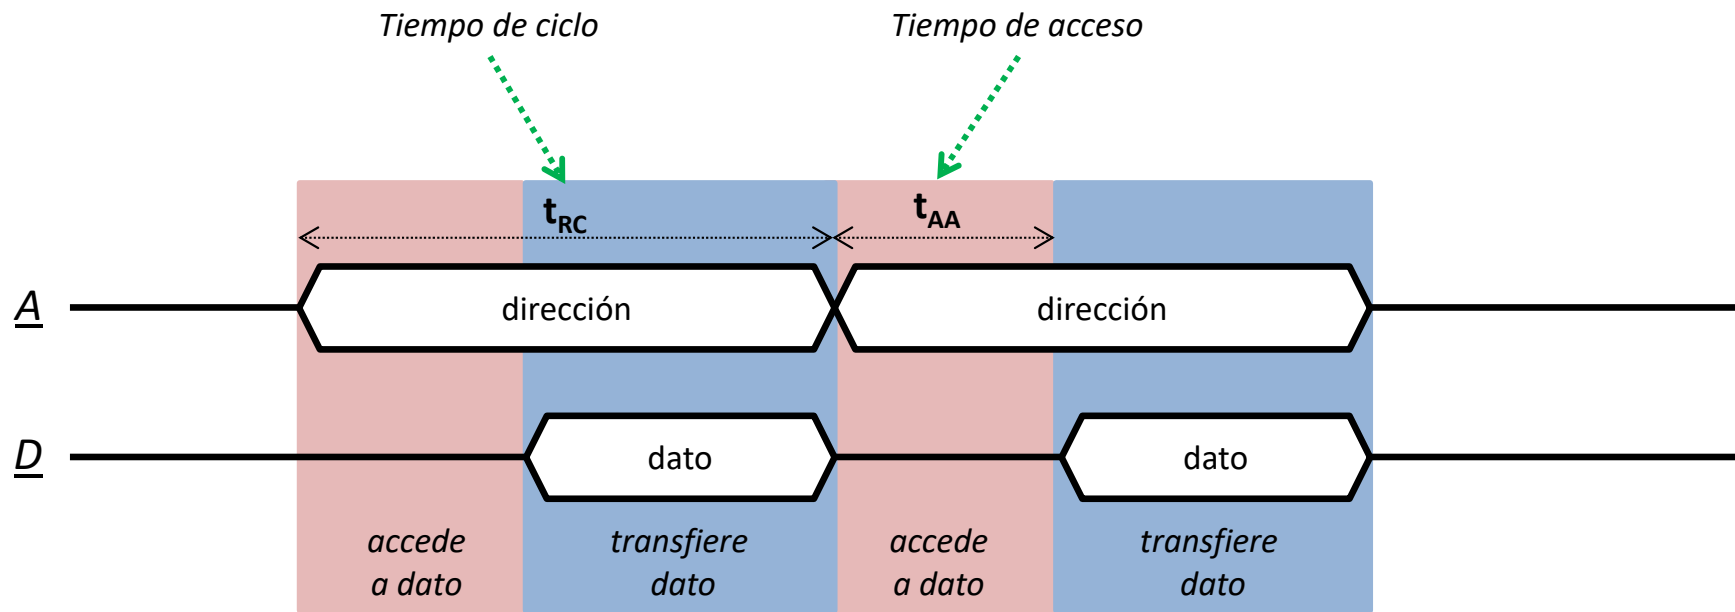 Tiempo de ciclo
Tiempo de acceso
tRC
tAA
A
dirección
dirección
D
dato
dato
accede
a dato
transfiere
dato
accede
a dato
transfiere
dato